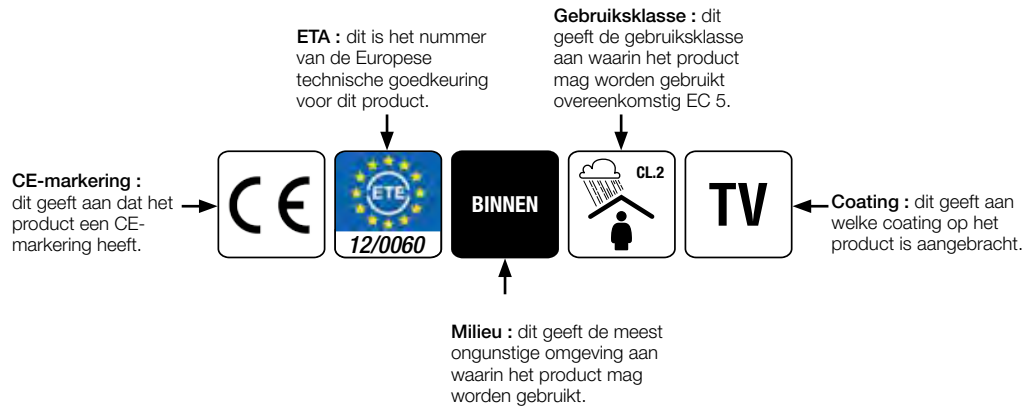 Gebruiksklasse : dit
geeft de gebruiksklasse
aan waarin het product
mag worden gebruikt
overeenkomstig EC 5.
ETA : dit is het nummer
van de Europese
technische goedkeuring
voor dit product.
CE-markering :
dit geeft aan dat het
product een CE-
markering heeft.
CE
ETE
12/0060
BINNEN
CL.2
TV
Coating : dit geeft aan
welke coating op het
product is aangebracht.
Milieu : dit geeft de meest
ongunstige omgeving aan
waarin het product mag
worden gebruikt.